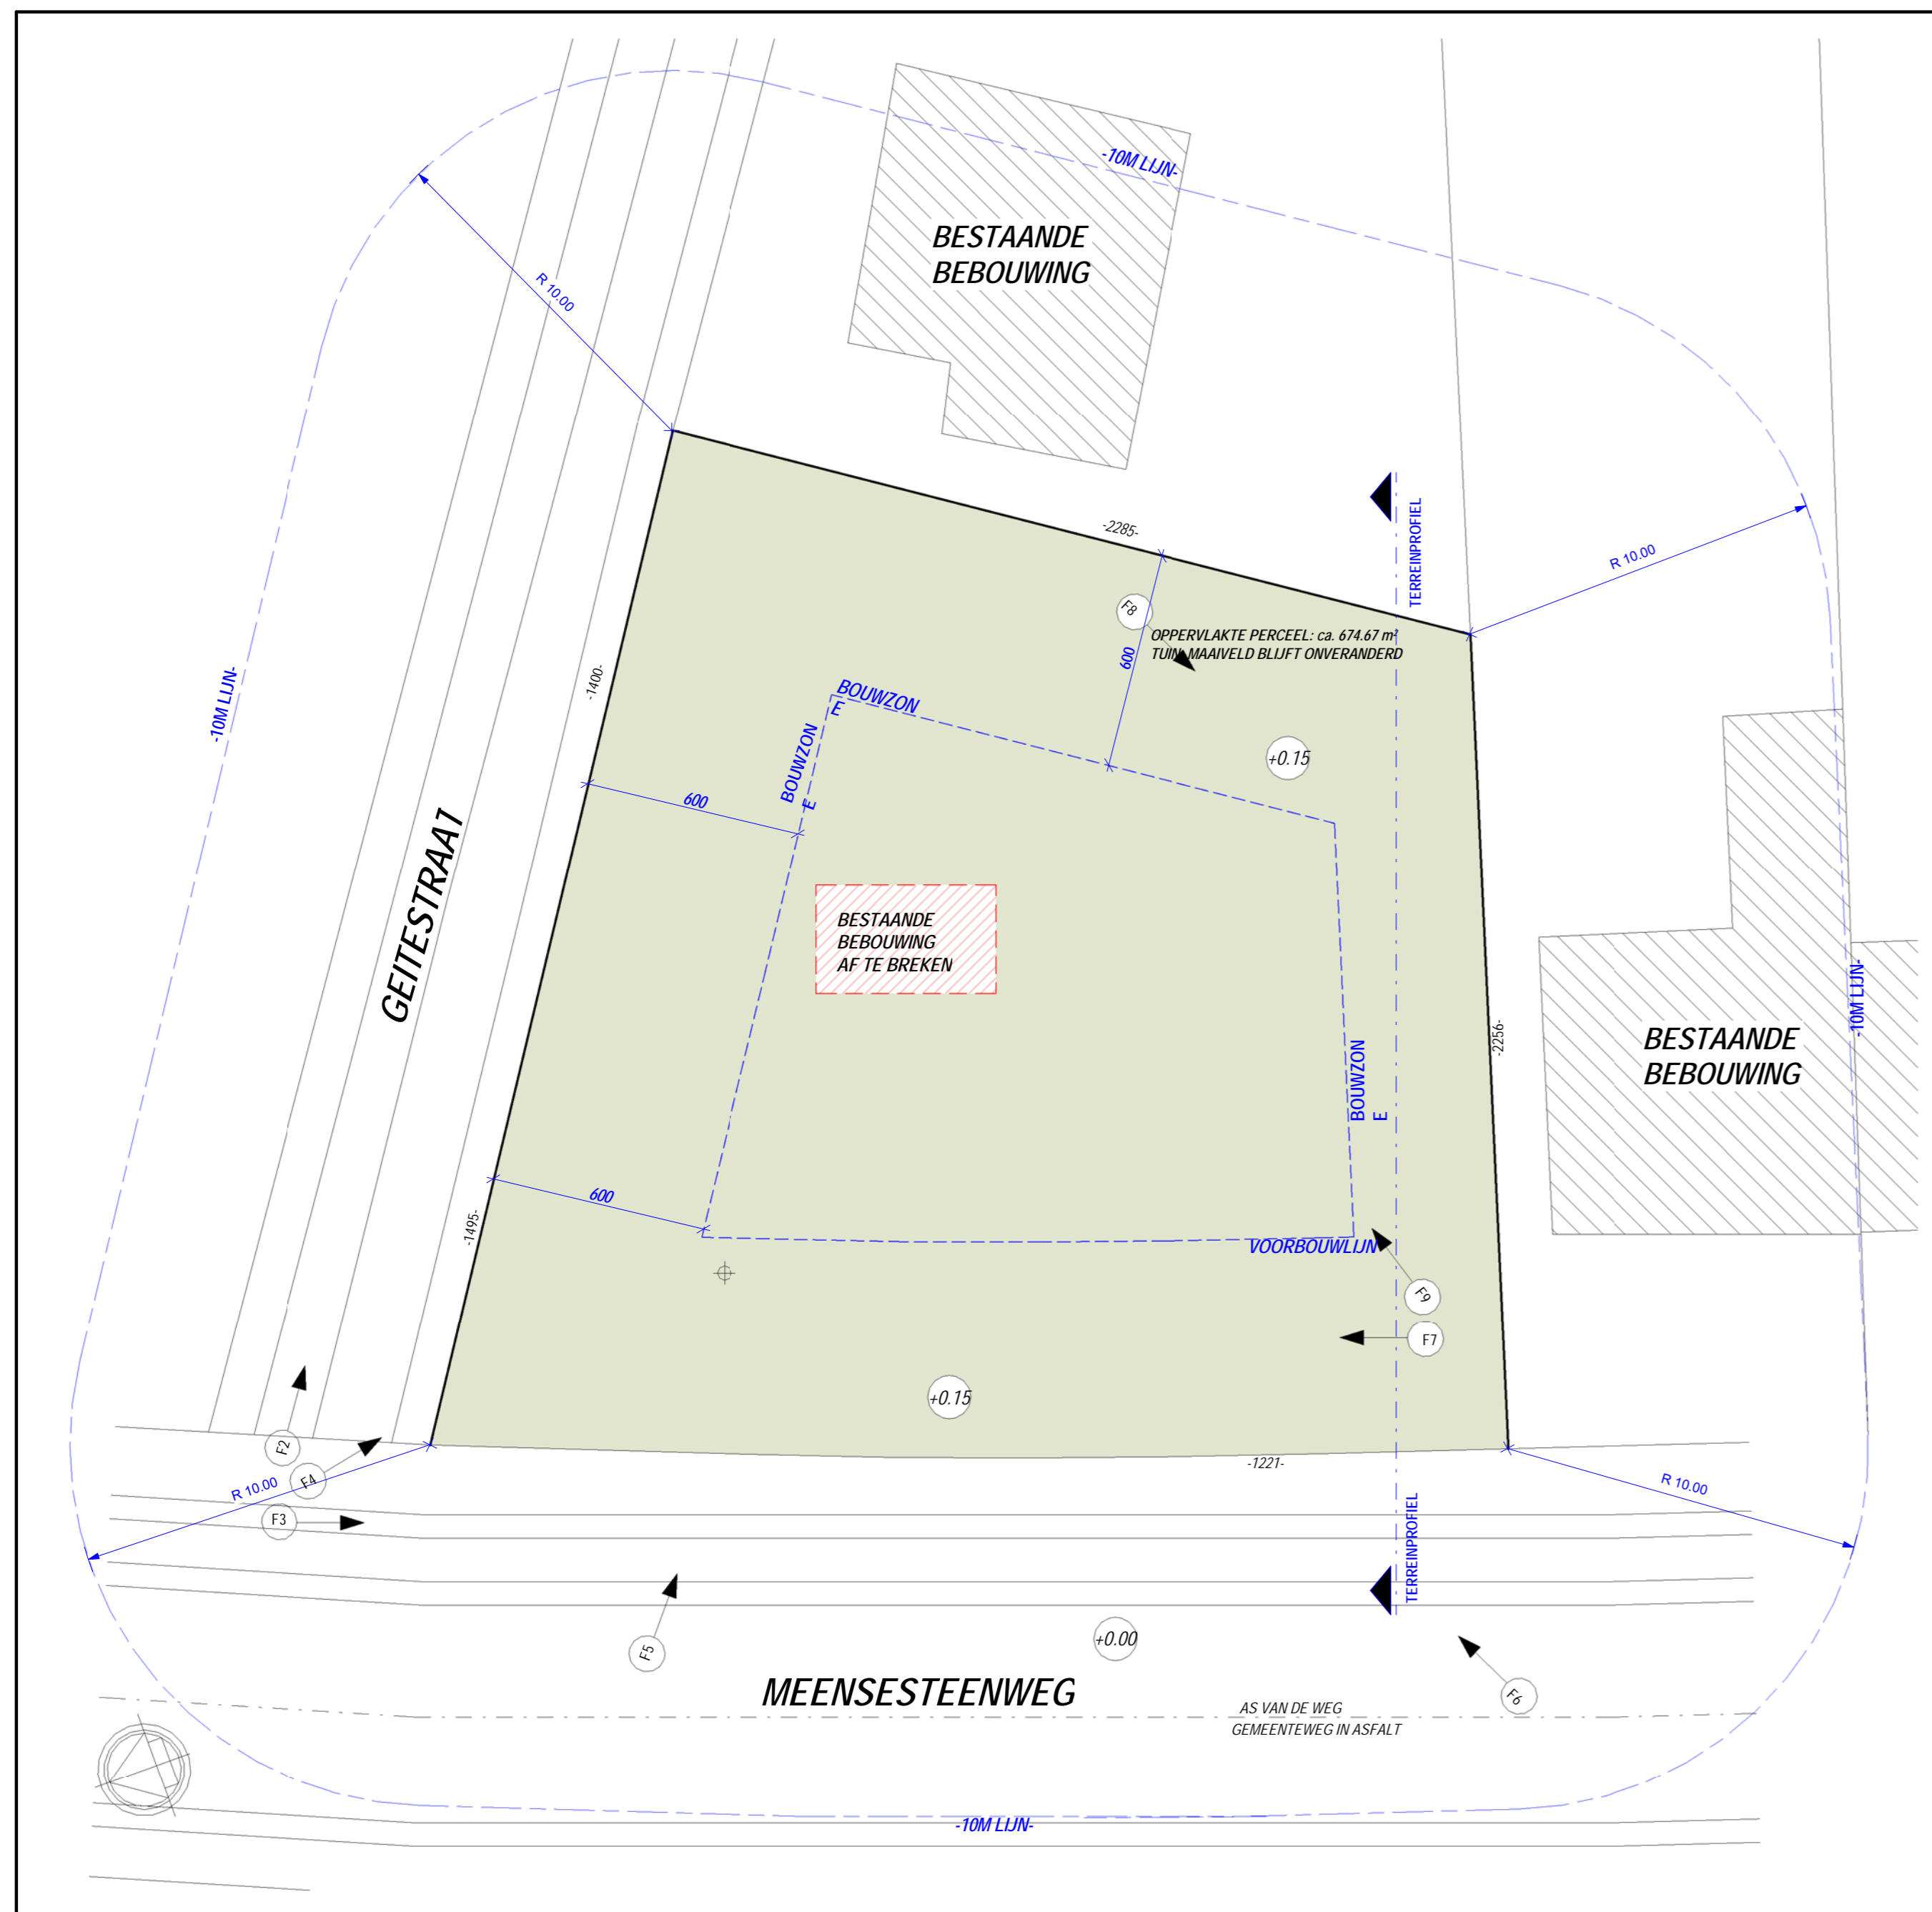 -10M LIJN-
BESTAANDE
BEBOUWING
R 10.00
-2285-
TERREINPROFIEL
R 10.00
F8
OPPERVLAKTE PERCEEL: ca. 674.67 m²
TUIN: MAAIVELD BLIJFT ONVERANDERD
600
-1400-
-10M LIJN-
BOUWZON
E
BOUWZON
E
+0.15
600
GEITESTRAAT
BESTAANDE
BEBOUWING
AF TE BREKEN
-10M LIJN-
-2256-
BESTAANDE
BEBOUWING
BOUWZON
E
600
-1495-
VOORBOUWLIJN
F9
F7
+0.15
F2
F4
R 10.00
F3
-1221-
R 10.00
TERREINPROFIEL
F5
+0.00
MEENSESTEENWEG
F6
AS VAN DE WEG
GEMEENTEWEG IN ASFALT
-10M LIJN-